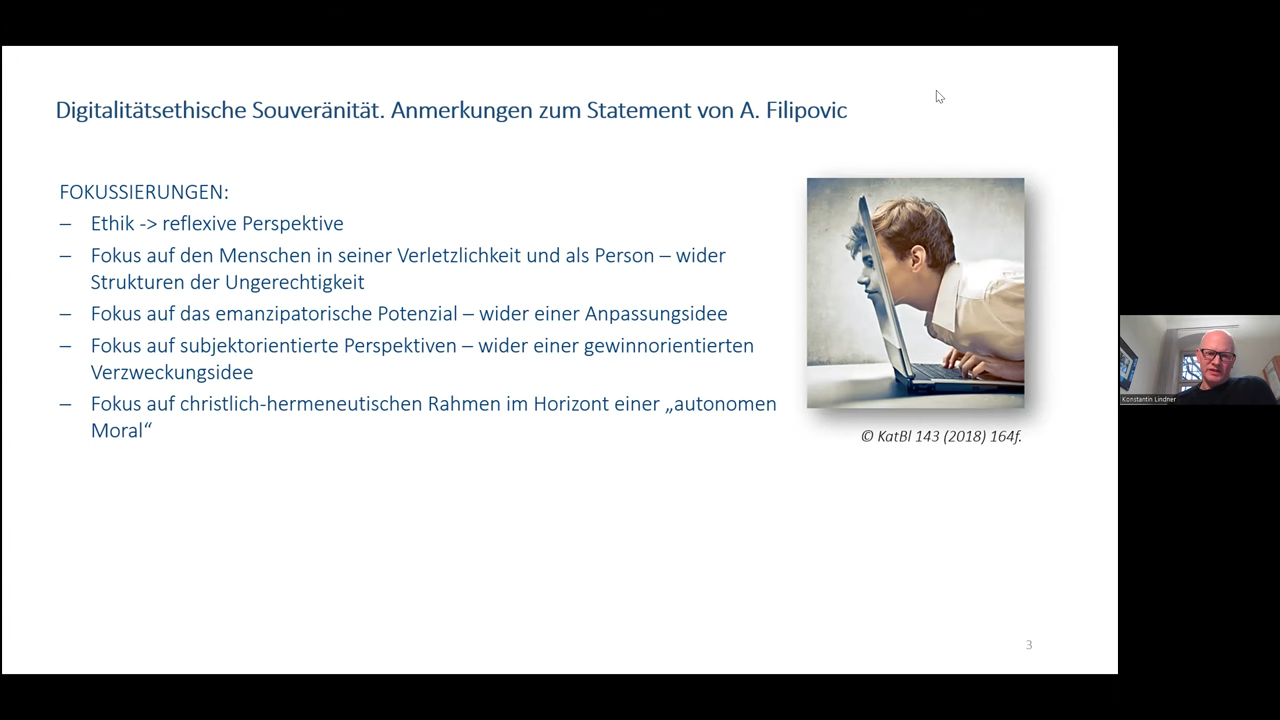 Digitalitätsethische Souveränität. Anmerkungen zum Statement von A. Filipovic
FOKUSSIERUNGEN:
– Ethik -> reflexive Perspektive
– Fokus auf den Menschen in seiner Verletzlichkeit und als Person – wider
Strukturen der Ungerechtigkeit
– Fokus auf das emanzipatorische Potenzial – wider einer Anpassungsidee
– Fokus auf subjektorientierte Perspektiven – wider einer gewinnorientierten
Verzweckungsidee
– Fokus auf christlich-hermeneutischen Rahmen im Horizont einer „autonomen
Moral“
© KatBl 143 (2018) 164f.
3
Konstantin Lindner